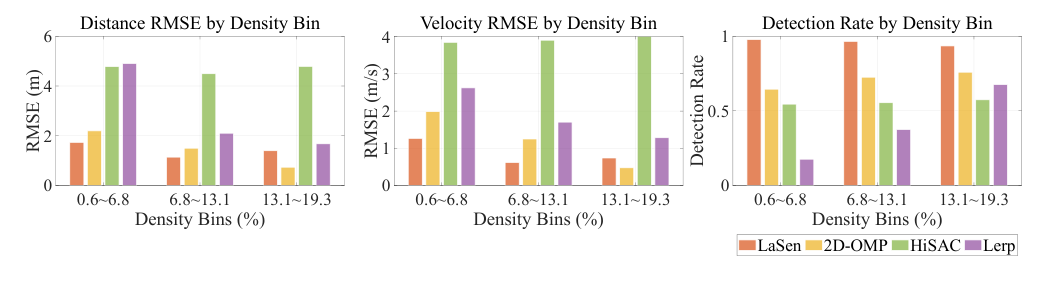 Distance RMSE by Density Bin
RMSE (m)
6
4
2
0
0.6~6.8 6.8~13.1 13.1~19.3
Density Bins (%)
Velocity RMSE by Density Bin
RMSE (m/s)
4
3
2
1
0
0.6~6.8 6.8~13.1 13.1~19.3
Density Bins (%)
Detection Rate by Density Bin
Detection Rate
1
0.5
0
0.6~6.8 6.8~13.1 13.1~19.3
Density Bins (%)
LaSen 2D-OMP HiSAC Lerp